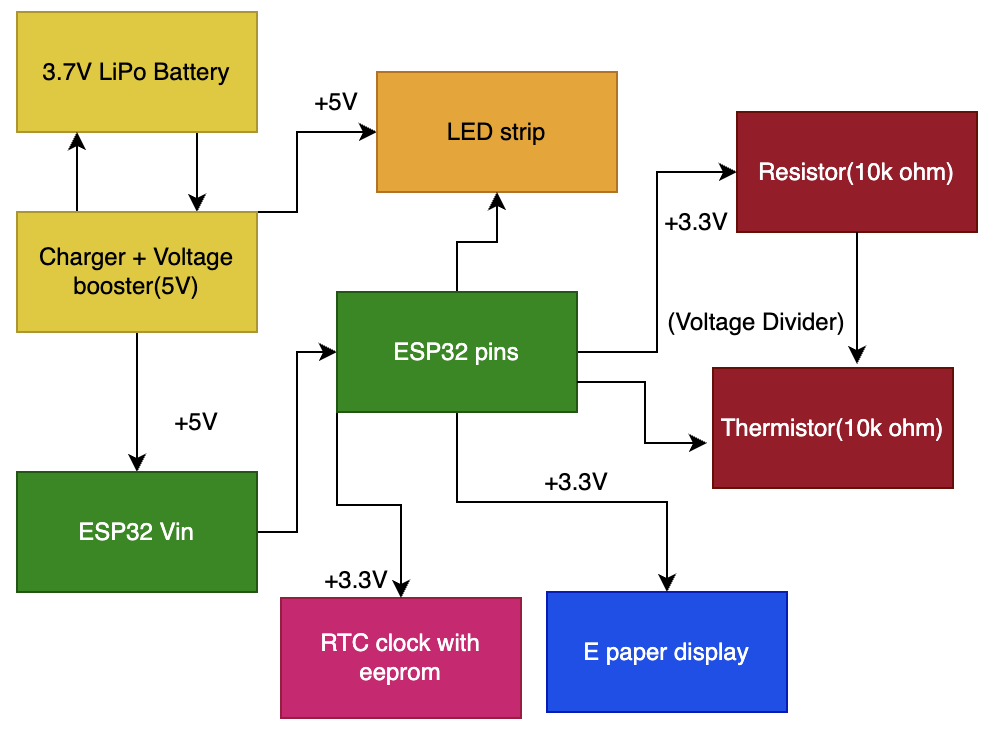 3.7V LiPo Battery
+5V
LED strip
Resistor(10k ohm)
+3.3V
Charger + Voltage
booster(5V)
(Voltage Divider)
ESP32 pins
+5V
Thermistor(10k ohm)
+3.3V
ESP32 Vin
+3.3V
RTC clock with
eeprom
E paper display